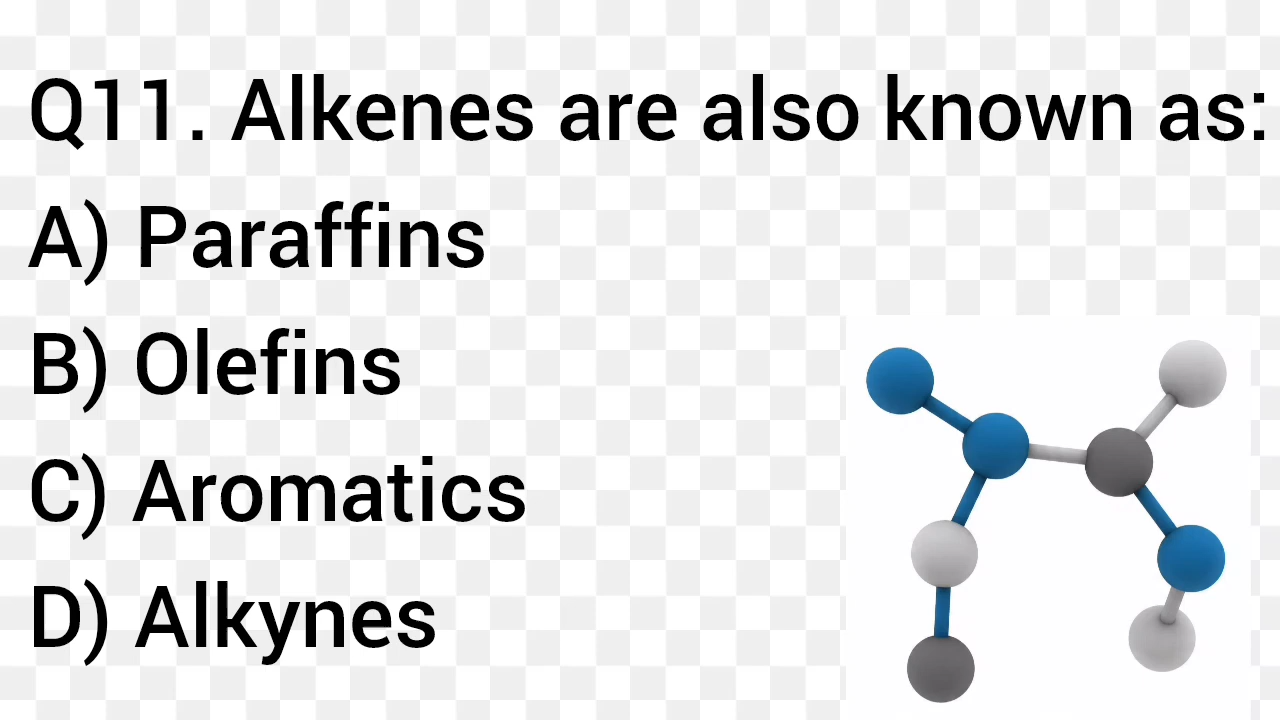 Q11. Alkenes are also known as:
A) Paraffins
B) Olefins
C) Aromatics
D) Alkynes